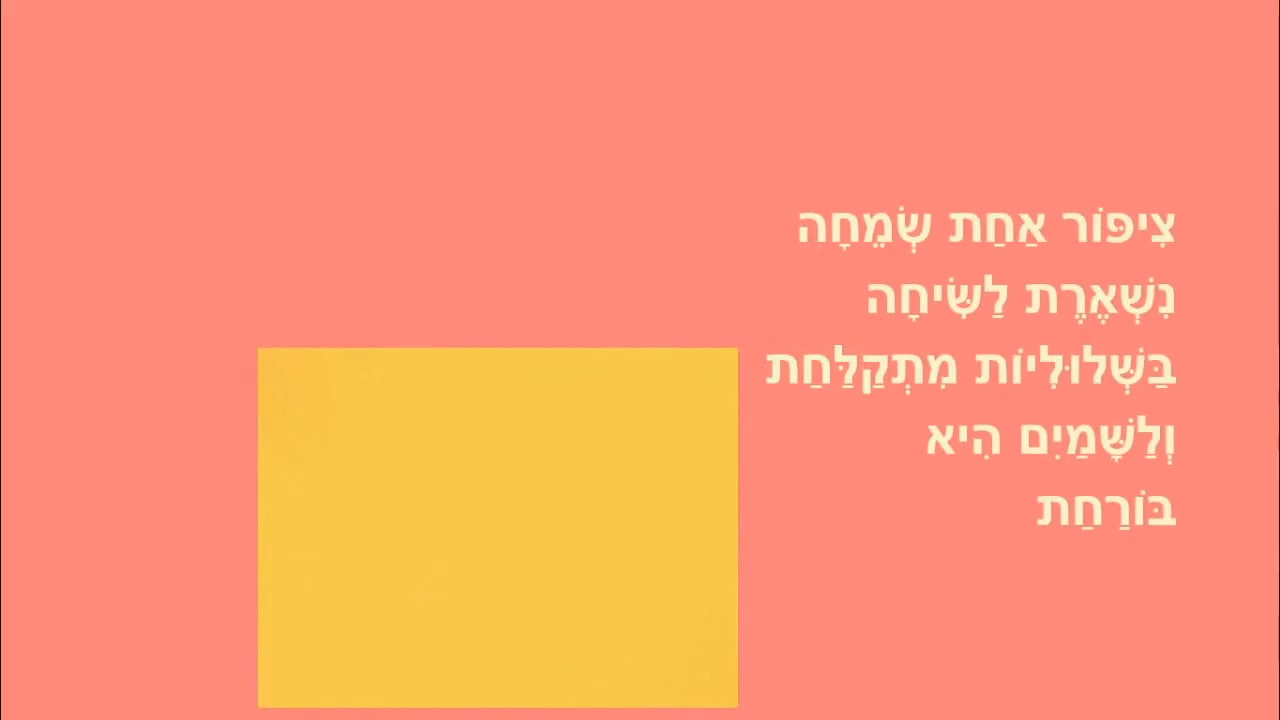 צִיפּוֹר אַחַת שְׂמֵחָה
נִשְׁאֶרֶת לַשִּׂיחָה
בַּשְּׁלוּלִיּוֹת מִתְקַלַּחַת
וְלַשָּׁמַיִם הִיא
בּוֹרַחַת